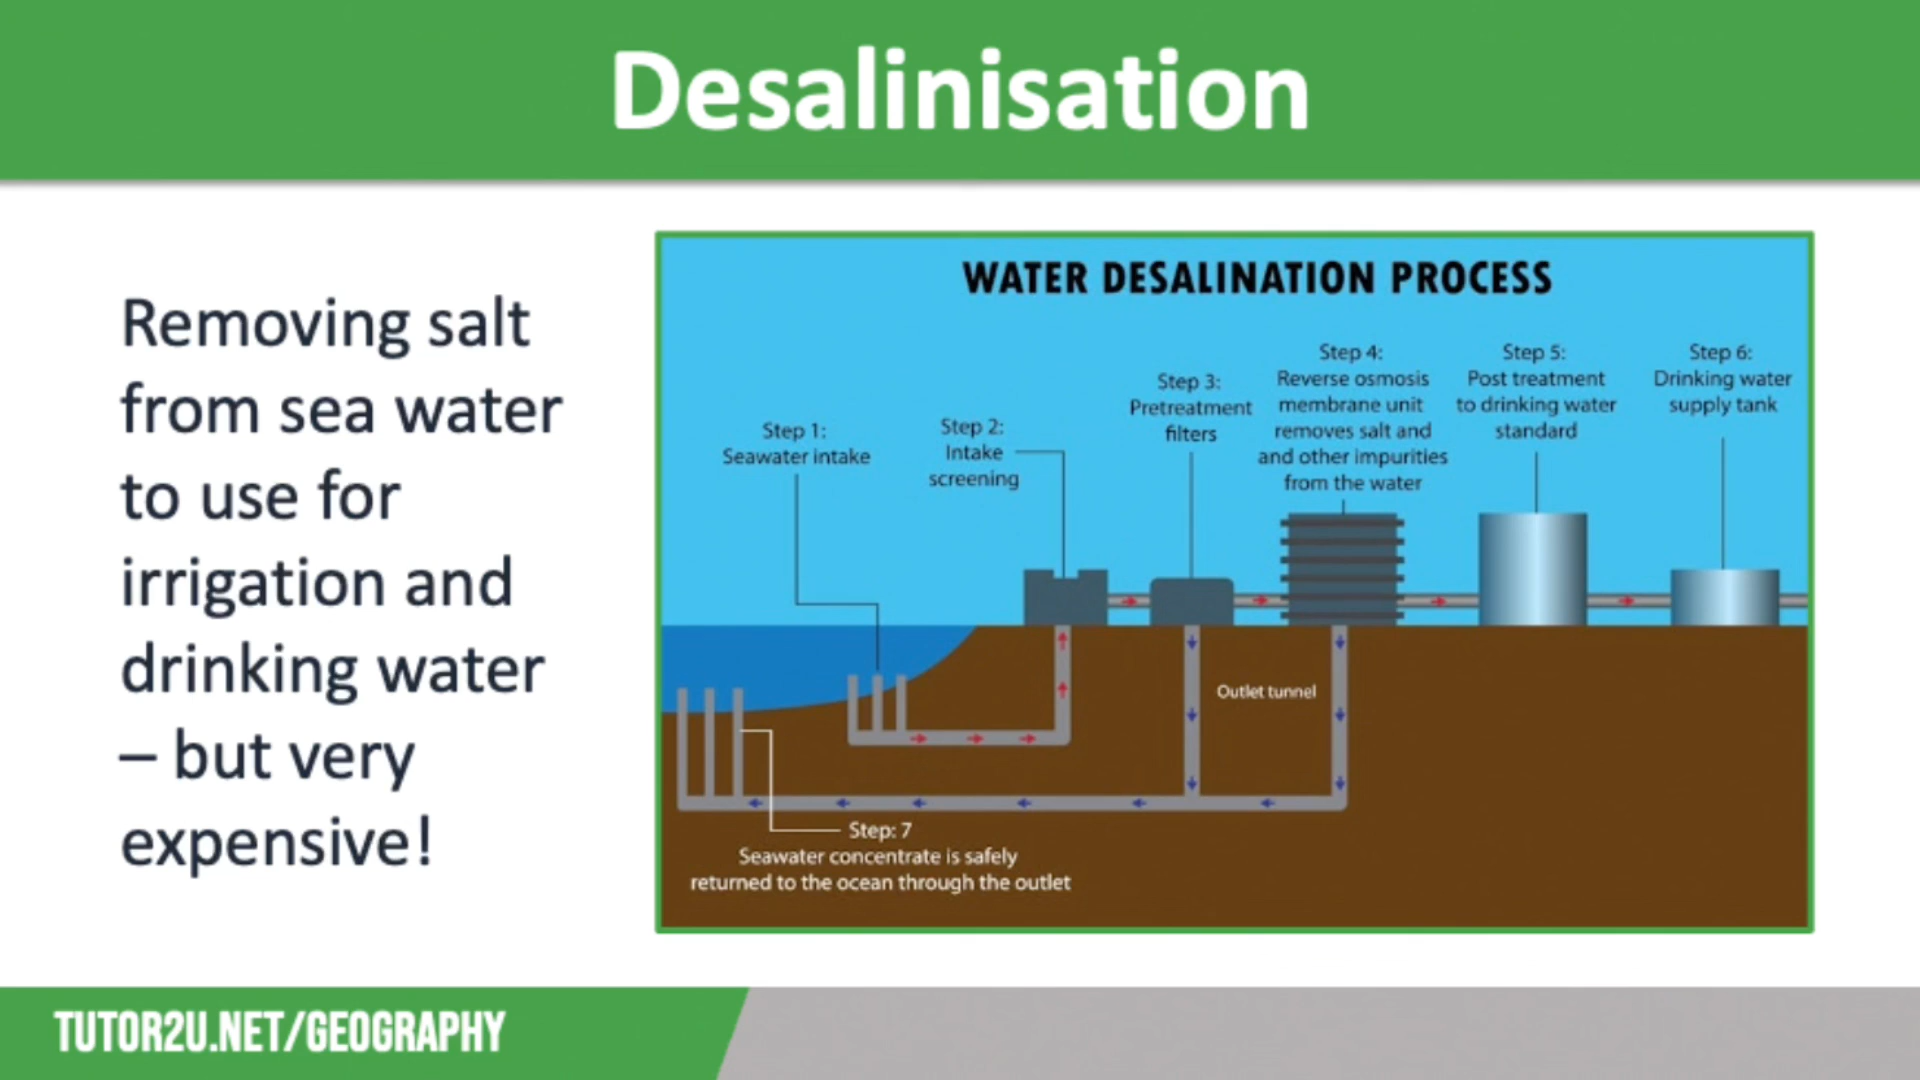 Desalinisation
Removing salt
from sea water
to use for
irrigation and
drinking water
– but very
expensive!
WATER DESALINATION PROCESS
Step 1:
Seawater intake
Step 2:
Intake
screening
Step 3:
Pretreatment
filters
Step 4:
Reverse osmosis
membrane unit
removes salt and
and other impurities
from the water
Step 5:
Post treatment
to drinking water
standard
Step 6:
Drinking water
supply tank
Outlet tunnel
Step: 7
Seawater concentrate is safely
returned to the ocean through the outlet
TUTOR2U.NET/GEOGRAPHY